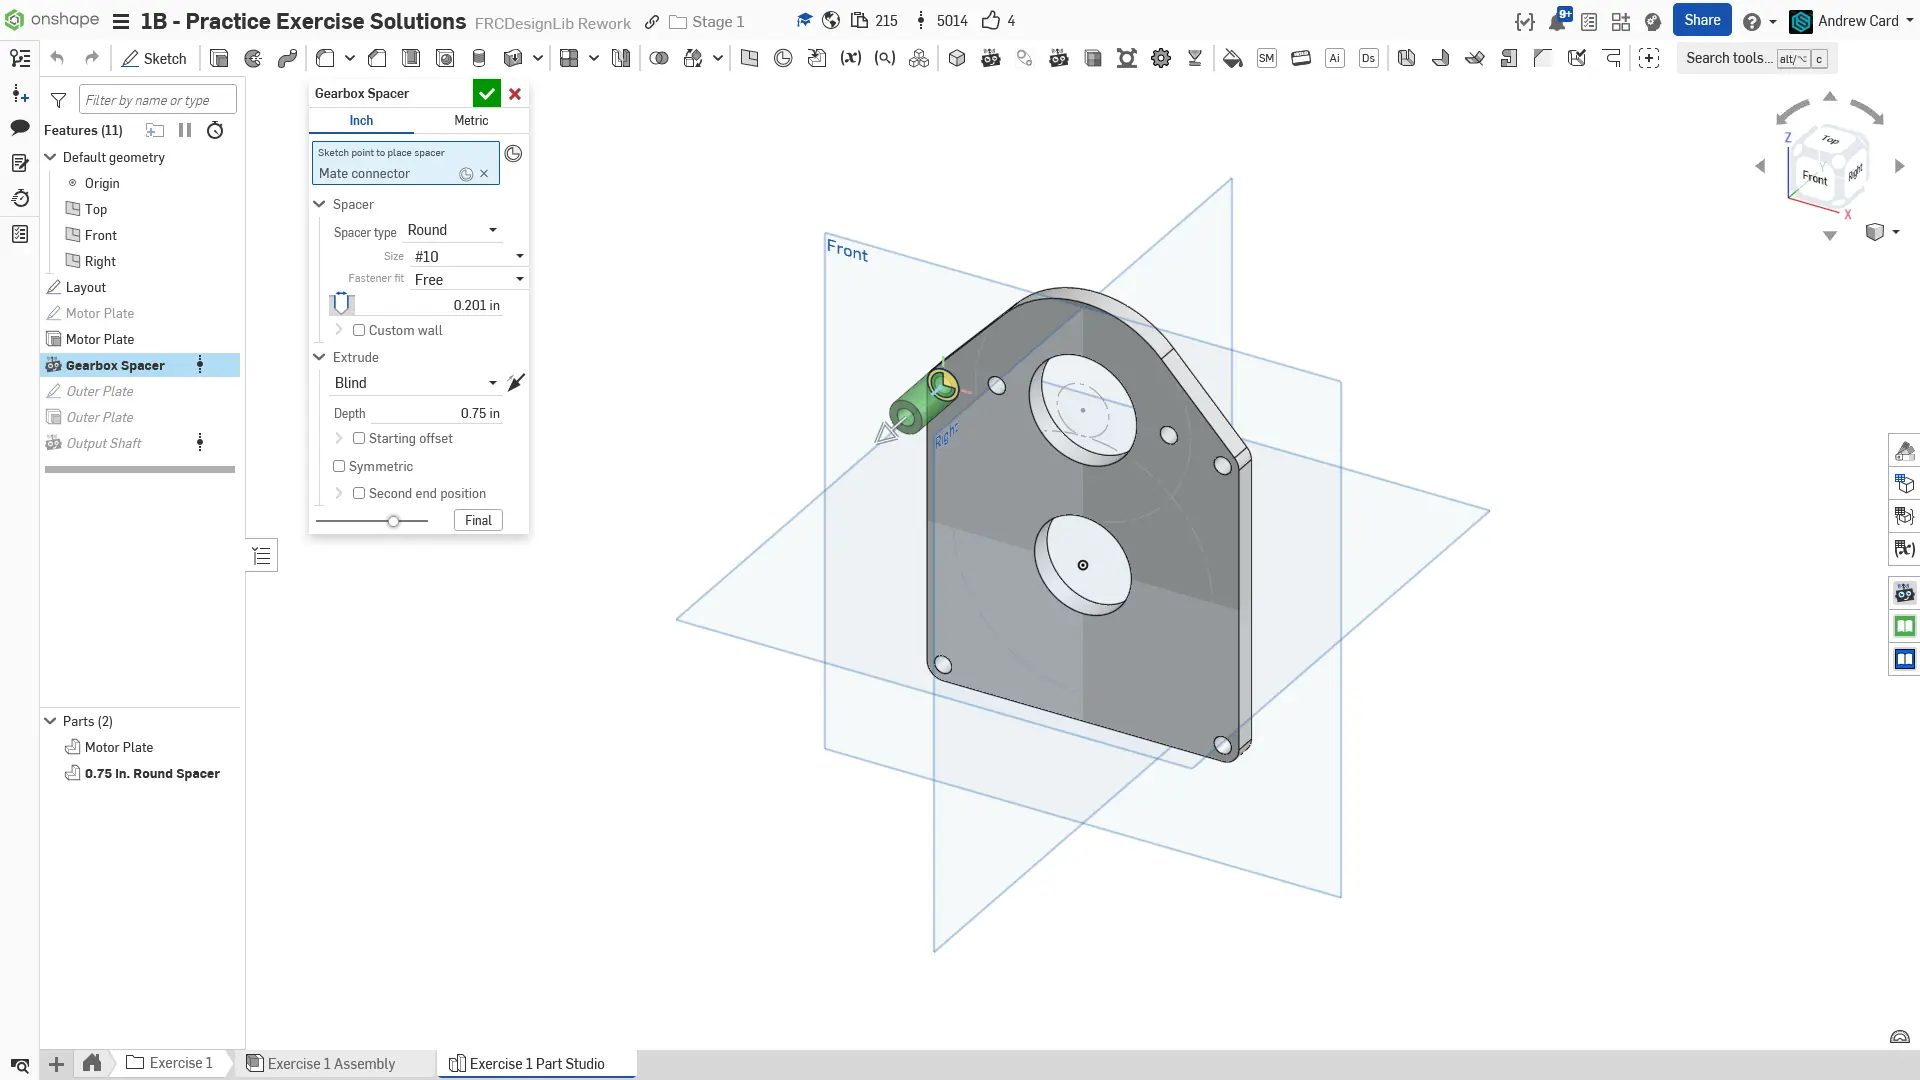 onshape
1B - Practice Exercise Solutions
FRCDesignLib Rework
Stage 1
215
5014
4
9+
Share
Andrew Card
Sketch
SM
Ai
Ds
Search tools...
alt/⌥ c
Filter by name or type
Features (11)
Default geometry
Origin
Top
Front
Right
Layout
Motor Plate
Motor Plate
Gearbox Spacer
Outer Plate
Outer Plate
Output Shaft
Parts (2)
Motor Plate
0.75 in. Round Spacer
Gearbox Spacer
Inch
Metric
Sketch point to place spacer
Mate connector
Spacer
Spacer type
Round
Size
#10
Fastener fit
Free
0.201 in
Custom wall
Extrude
Blind
Depth
0.75 in
Starting offset
Symmetric
Second end position
Final
Front
Right
Z
Top
Y
Front
Right
X
Exercise 1
Exercise 1 Assembly
Exercise 1 Part Studio